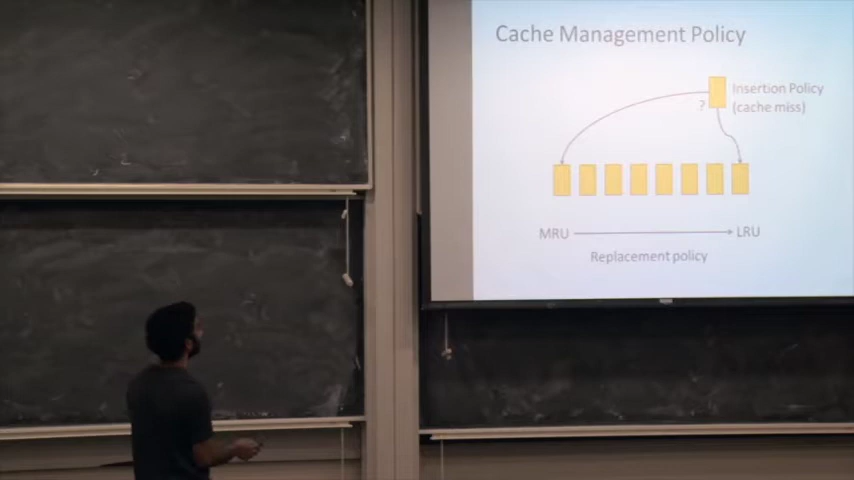 Cache Management Policy
Insertion Policy
? (cache miss)
MRU LRU
Replacement policy